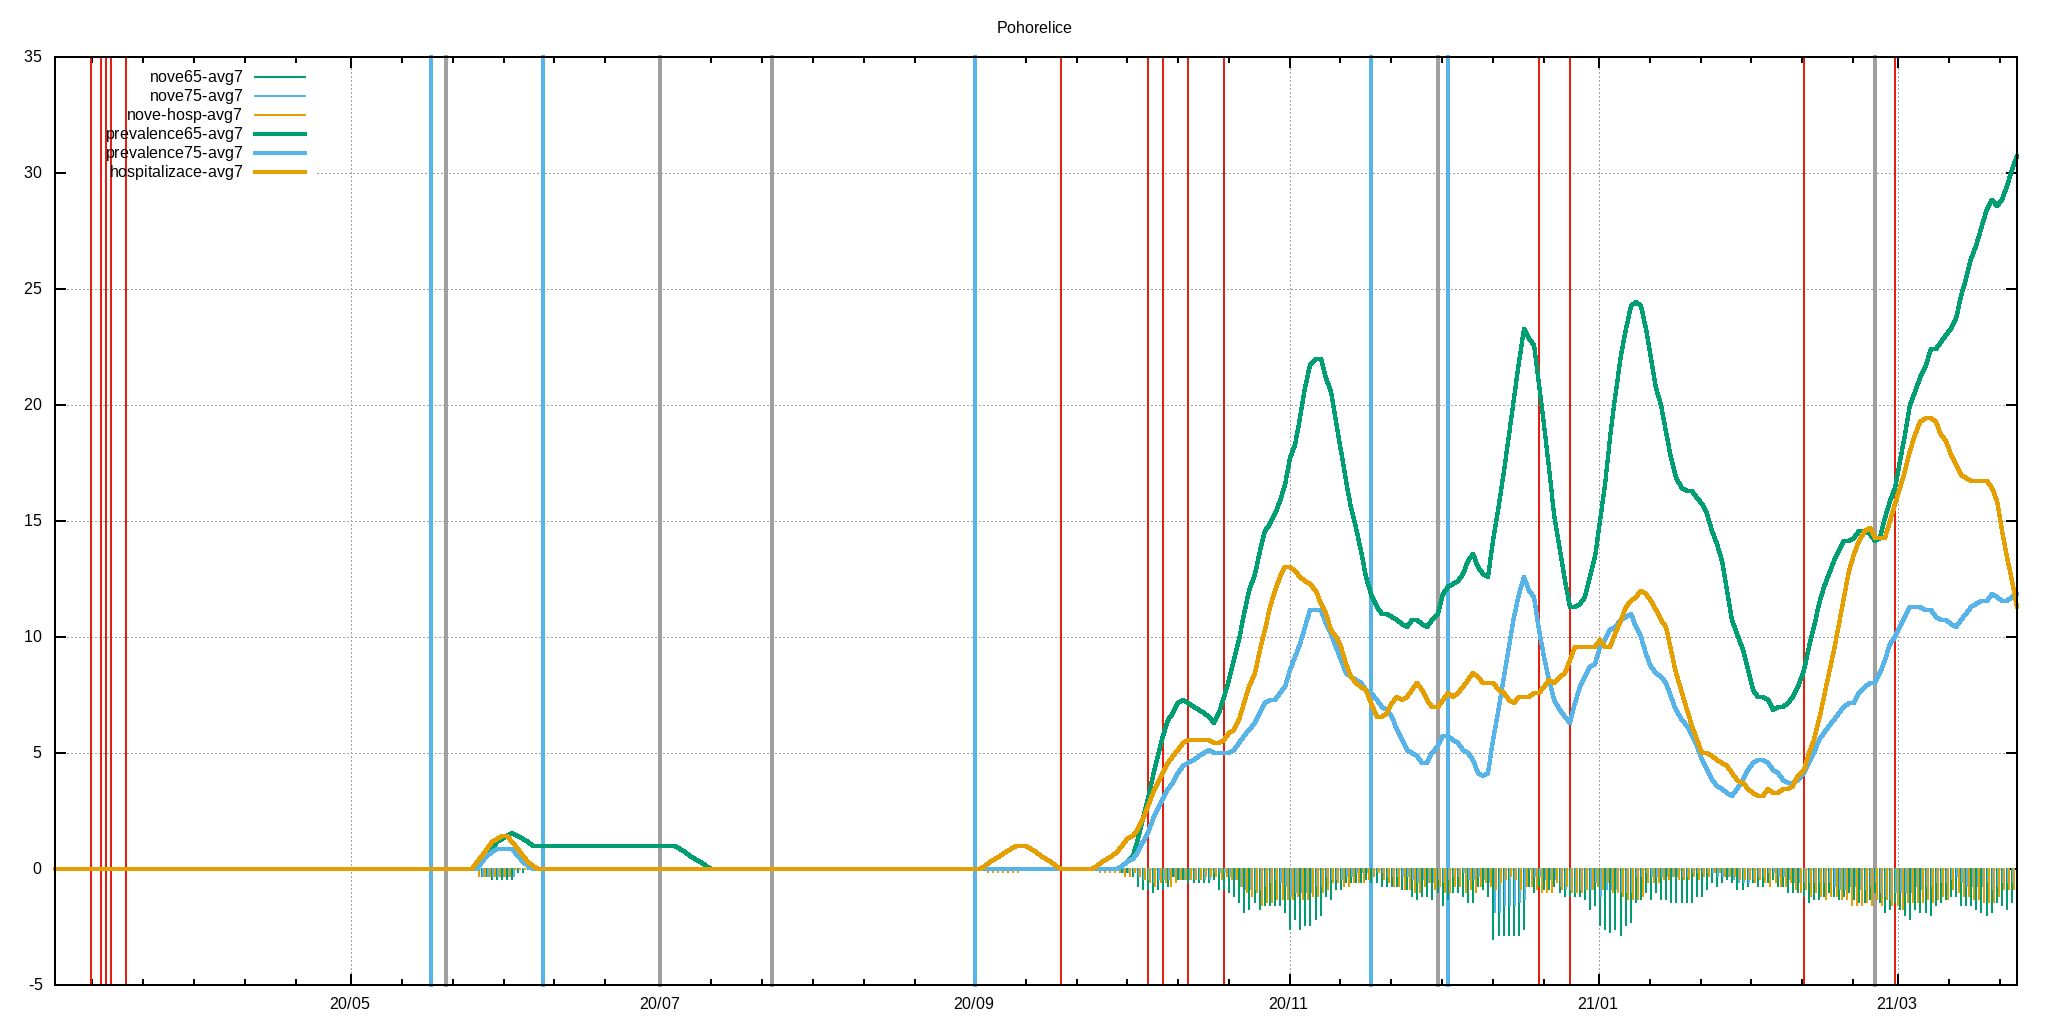 Pohorelice
35
30
25
20
15
10
5
0
-5
nove65-avg7
nove75-avg7
nove-hosp-avg7
prevalence65-avg7
prevalence75-avg7
hospitalizace-avg7
20/05 20/07 20/09 20/11 21/01 21/03